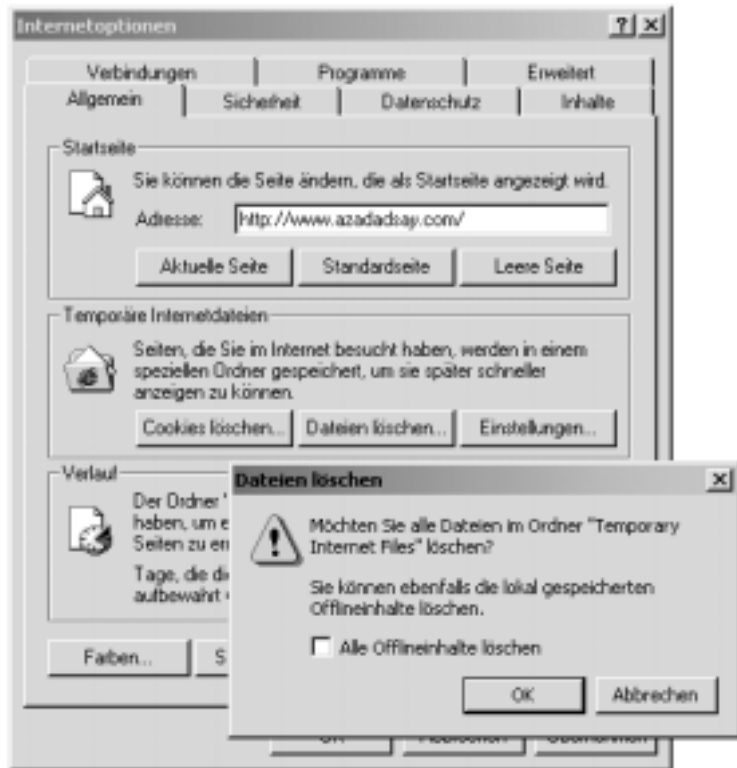 Internetoptionen
Verbindungen Programme Erweitert
Allgemein Sicherheit Datenschutz Inhalte
Startseite
Sie können die Seite ändern, die als Startseite angezeigt wird.
Adresse: http://www.azadadsay.com/
Aktuelle Seite Standardseite Leere Seite
Temporäre Internetdateien
Seiten, die Sie im Internet besucht haben, werden in einem
speziellen Ordner gespeichert, um sie später schneller
anzeigen zu können.
Cookies löschen... Dateien löschen... Einstellungen...
Verlauf
Der Ordner "
haben, um e
Seiten zu en
Tage, die di
aufbewahrt
Farben... S
Dateien löschen
Möchten Sie alle Dateien im Ordner "Temporary
Internet Files" löschen?
Sie können ebenfalls die lokal gespeicherten
Offlineinhalte löschen.
Alle Offlineinhalte löschen
OK Abbrechen